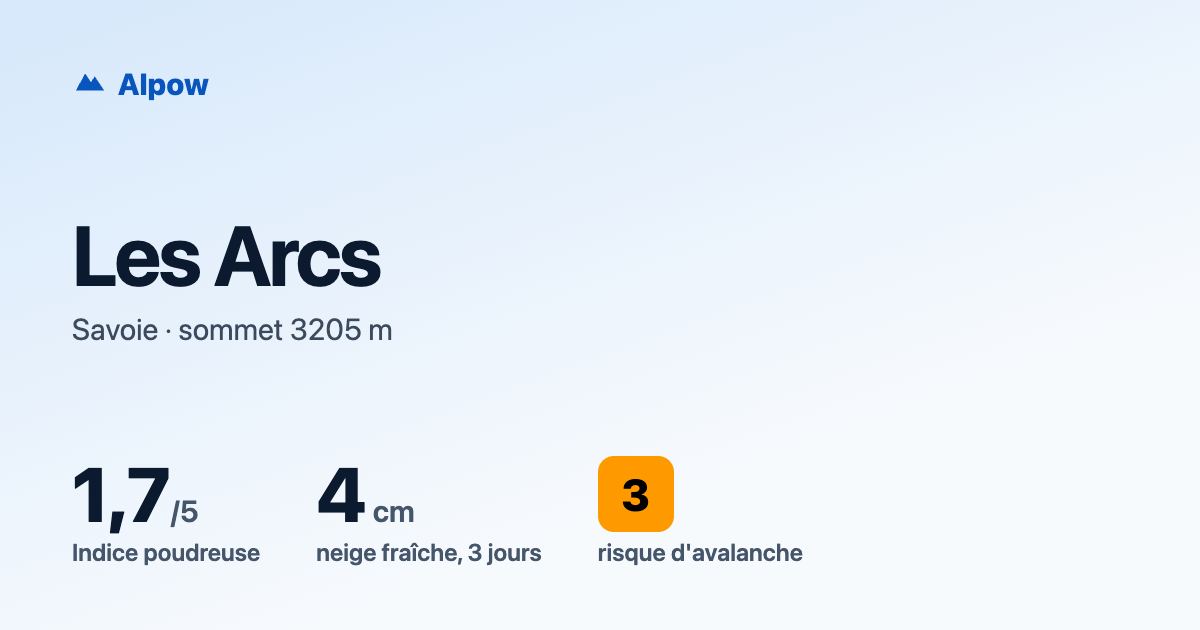 Alpow
Les Arcs
Savoie · sommet 3205 m
1,7/5
Indice poudreuse
4 cm
neige fraîche, 3 jours
3
risque d'avalanche